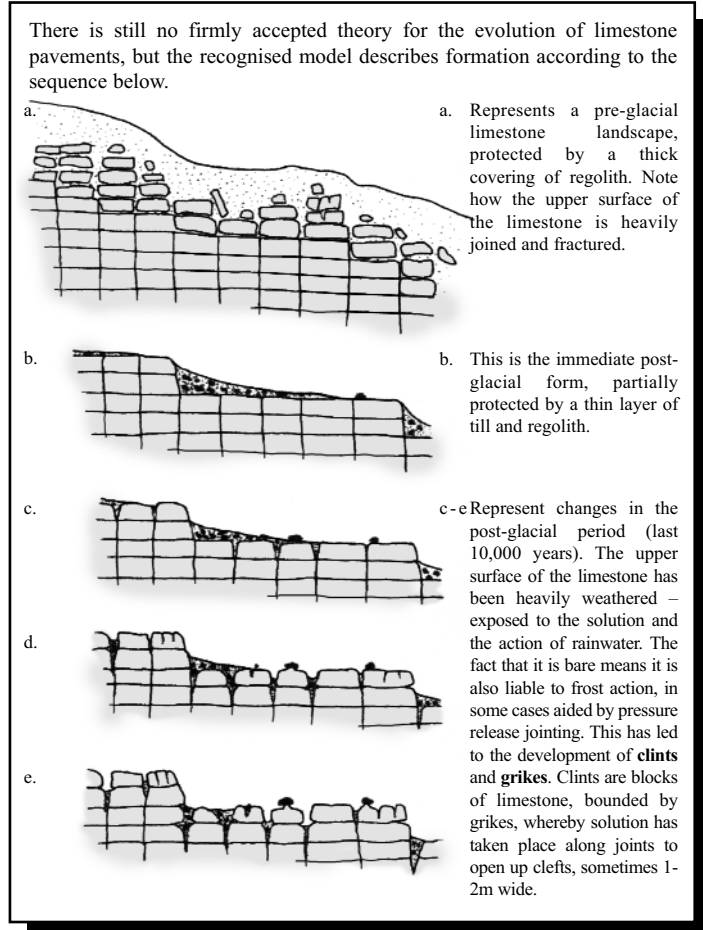 There is still no firmly accepted theory for the evolution of limestone
pavements, but the recognised model describes formation according to the
sequence below.
a.
a. Represents a pre-glacial
limestone landscape,
protected by a thick
covering of regolith. Note
how the upper surface of
the limestone is heavily
joined and fractured.
b.
b. This is the immediate post-
glacial form, partially
protected by a thin layer of
till and regolith.
c.
c-e Represent changes in the
post-glacial period (last
10,000 years). The upper
surface of the limestone has
been heavily weathered –
exposed to the solution and
the action of rainwater. The
fact that it is bare means it is
also liable to frost action, in
some cases aided by pressure
release jointing. This has led
to the development of clints
and grikes. Clints are blocks
of limestone, bounded by
grikes, whereby solution has
taken place along joints to
open up clefts, sometimes 1-
2m wide.
d.
e.